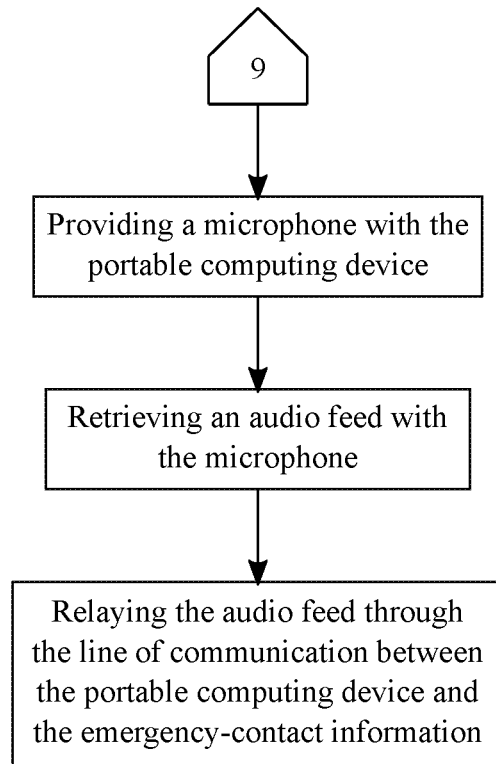 9
Providing a microphone with the
portable computing device
Retrieving an audio feed with
the microphone
Relaying the audio feed through
the line of communication between
the portable computing device and
the emergency-contact information